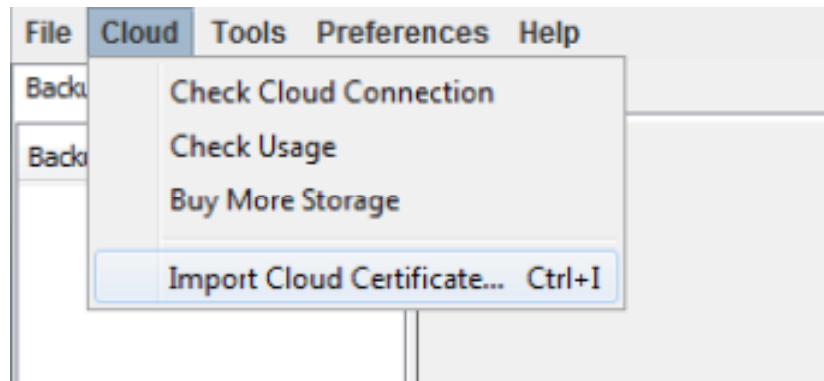 File Cloud Tools Preferences Help
Check Cloud Connection
Check Usage
Buy More Storage
Import Cloud Certificate... Ctrl+I